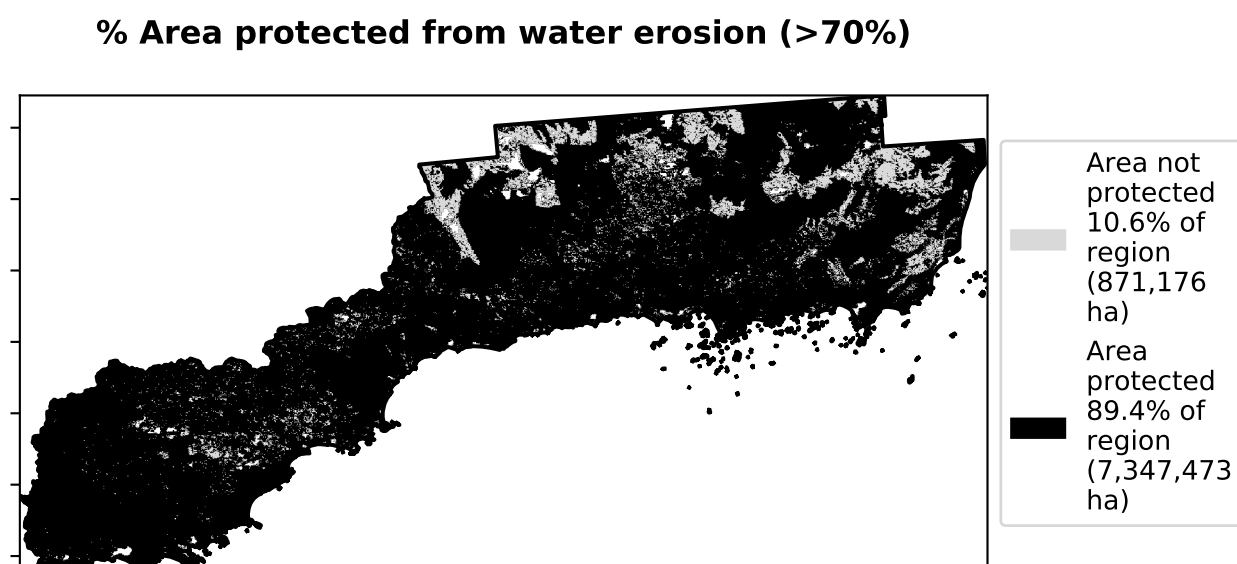 % Area protected from water erosion (>70%)
Area not
protected
10.6% of
region
(871,176
ha)
Area
protected
89.4% of
region
(7,347,473
ha)